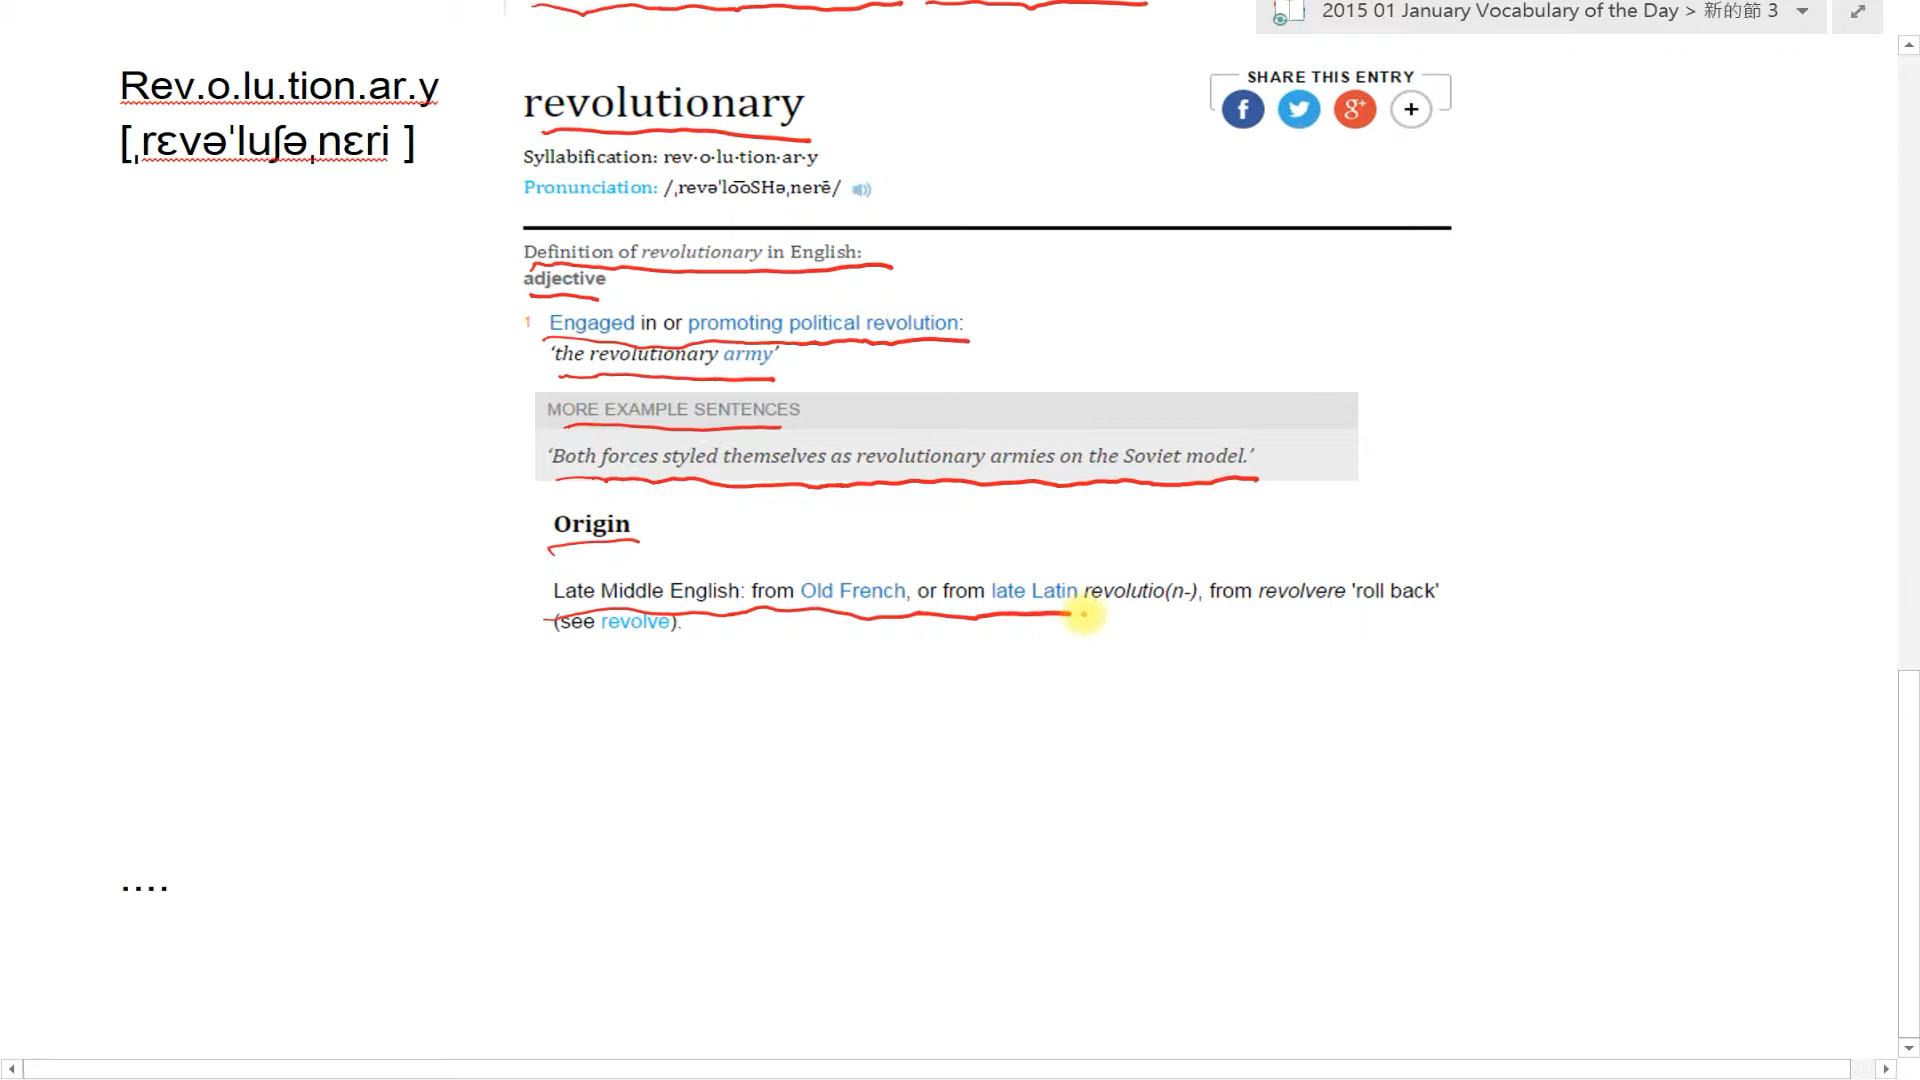 2015 01 January Vocabulary of the Day > 新的節 3
Rev.o.lu.tion.ar.y
[ˌrɛvəˈluʃəˌnɛri ]
revolutionary
SHARE THIS ENTRY
f g+ +
Syllabification: rev·o·lu·tion·ar·y
Pronunciation: /ˌrevəˈlo͞oSHəˌnerē/
Definition of revolutionary in English:
adjective
1 Engaged in or promoting political revolution:
‘the revolutionary army’
MORE EXAMPLE SENTENCES
‘Both forces styled themselves as revolutionary armies on the Soviet model.’
Origin
Late Middle English: from Old French, or from late Latin revolutio(n-), from revolvere 'roll back'
(see revolve).
....